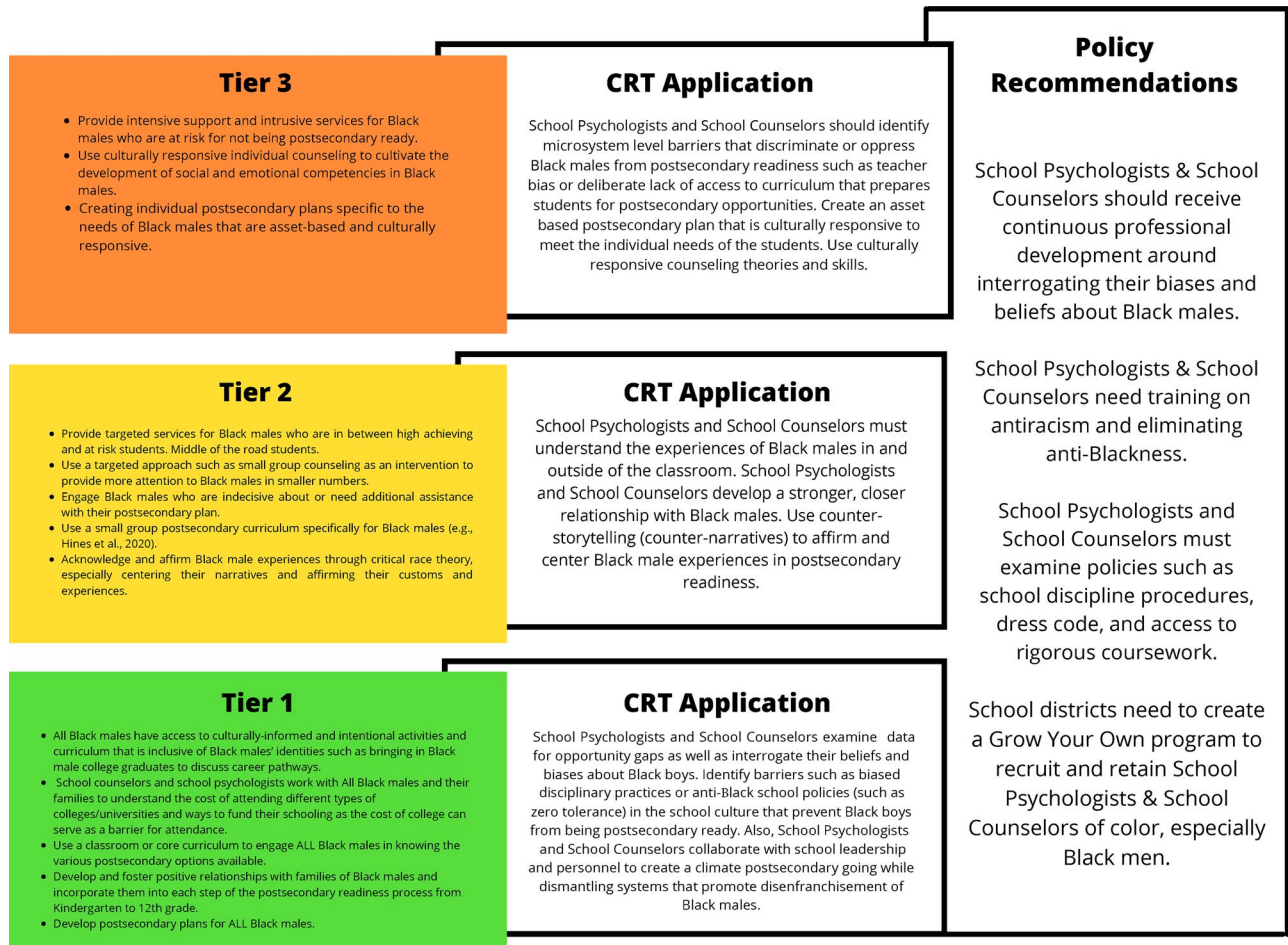 Tier 3
• Provide intensive support and intrusive services for Black
males who are at risk for not being postsecondary ready.
• Use culturally responsive individual counseling to cultivate the
development of social and emotional competencies in Black
males.
• Creating individual postsecondary plans specific to the
needs of Black males that are asset-based and culturally
responsive.
CRT Application
School Psychologists and School Counselors should identify
microsystem level barriers that discriminate or oppress
Black males from postsecondary readiness such as teacher
bias or deliberate lack of access to curriculum that prepares
students for postsecondary opportunities. Create an asset
based postsecondary plan that is culturally responsive to
meet the individual needs of the students. Use culturally
responsive counseling theories and skills.
Tier 2
• Provide targeted services for Black males who are in between high achieving
and at risk students. Middle of the road students.
• Use a targeted approach such as small group counseling as an intervention to
provide more attention to Black males in smaller numbers.
• Engage Black males who are indecisive about or need additional assistance
with their postsecondary plan.
• Use a small group postsecondary curriculum specifically for Black males (e.g.,
Hines et al., 2020).
• Acknowledge and affirm Black male experiences through critical race theory,
especially centering their narratives and affirming their customs and
experiences.
CRT Application
School Psychologists and School Counselors must
understand the experiences of Black males in and
outside of the classroom. School Psychologists
and School Counselors develop a stronger, closer
relationship with Black males. Use counter-
storytelling (counter-narratives) to affirm and
center Black male experiences in postsecondary
readiness.
Tier 1
• All Black males have access to culturally-informed and intentional activities and
curriculum that is inclusive of Black males' identities such as bringing in Black
male college graduates to discuss career pathways.
• School counselors and school psychologists work with All Black males and their
families to understand the cost of attending different types of
colleges/universities and ways to fund their schooling as the cost of college can
serve as a barrier for attendance.
• Use a classroom or core curriculum to engage ALL Black males in knowing the
various postsecondary options available.
• Develop and foster positive relationships with families of Black males and
incorporate them into each step of the postsecondary readiness process from
Kindergarten to 12th grade.
• Develop postsecondary plans for ALL Black males.
CRT Application
School Psychologists and School Counselors examine data
for opportunity gaps as well as interrogate their beliefs and
biases about Black boys. Identify barriers such as biased
disciplinary practices or anti-Black school policies (such as
zero tolerance) in the school culture that prevent Black boys
from being postsecondary ready. Also, School Psychologists
and School Counselors collaborate with school leadership
and personnel to create a climate postsecondary going while
dismantling systems that promote disenfranchisement of
Black males.
Policy
Recommendations
School Psychologists & School
Counselors should receive
continuous professional
development around
interrogating their biases and
beliefs about Black males.
School Psychologists & School
Counselors need training on
antiracism and eliminating
anti-Blackness.
School Psychologists and
School Counselors must
examine policies such as
school discipline procedures,
dress code, and access to
rigorous coursework.
School districts need to create
a Grow Your Own program to
recruit and retain School
Psychologists & School
Counselors of color, especially
Black men.